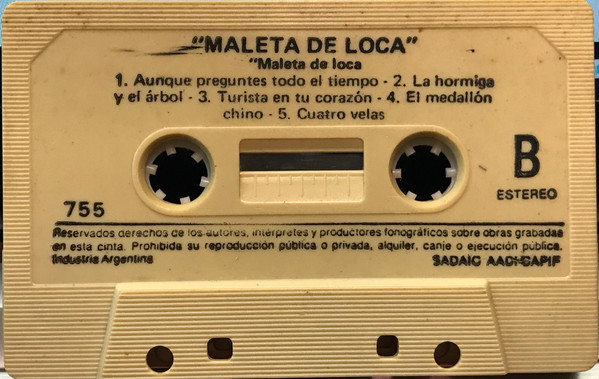 "MALETA DE LOCA"
"Maleta de loca
1. Aunque preguntes todo el tiempo - 2. La hormiga
y el árbol - 3. Turista en tu corazón - 4. El medallón
chino - 5. Cuatro velas
B
ESTEREO
755
Reservados derechos de los autores, intérpretes y productores fonográficos sobre obras grabadas
en esta cinta. Prohibida su reproducción pública o privada, alquiler, canje o ejecución pública.
Industria Argentina
SADAIC AADI-CAPIF